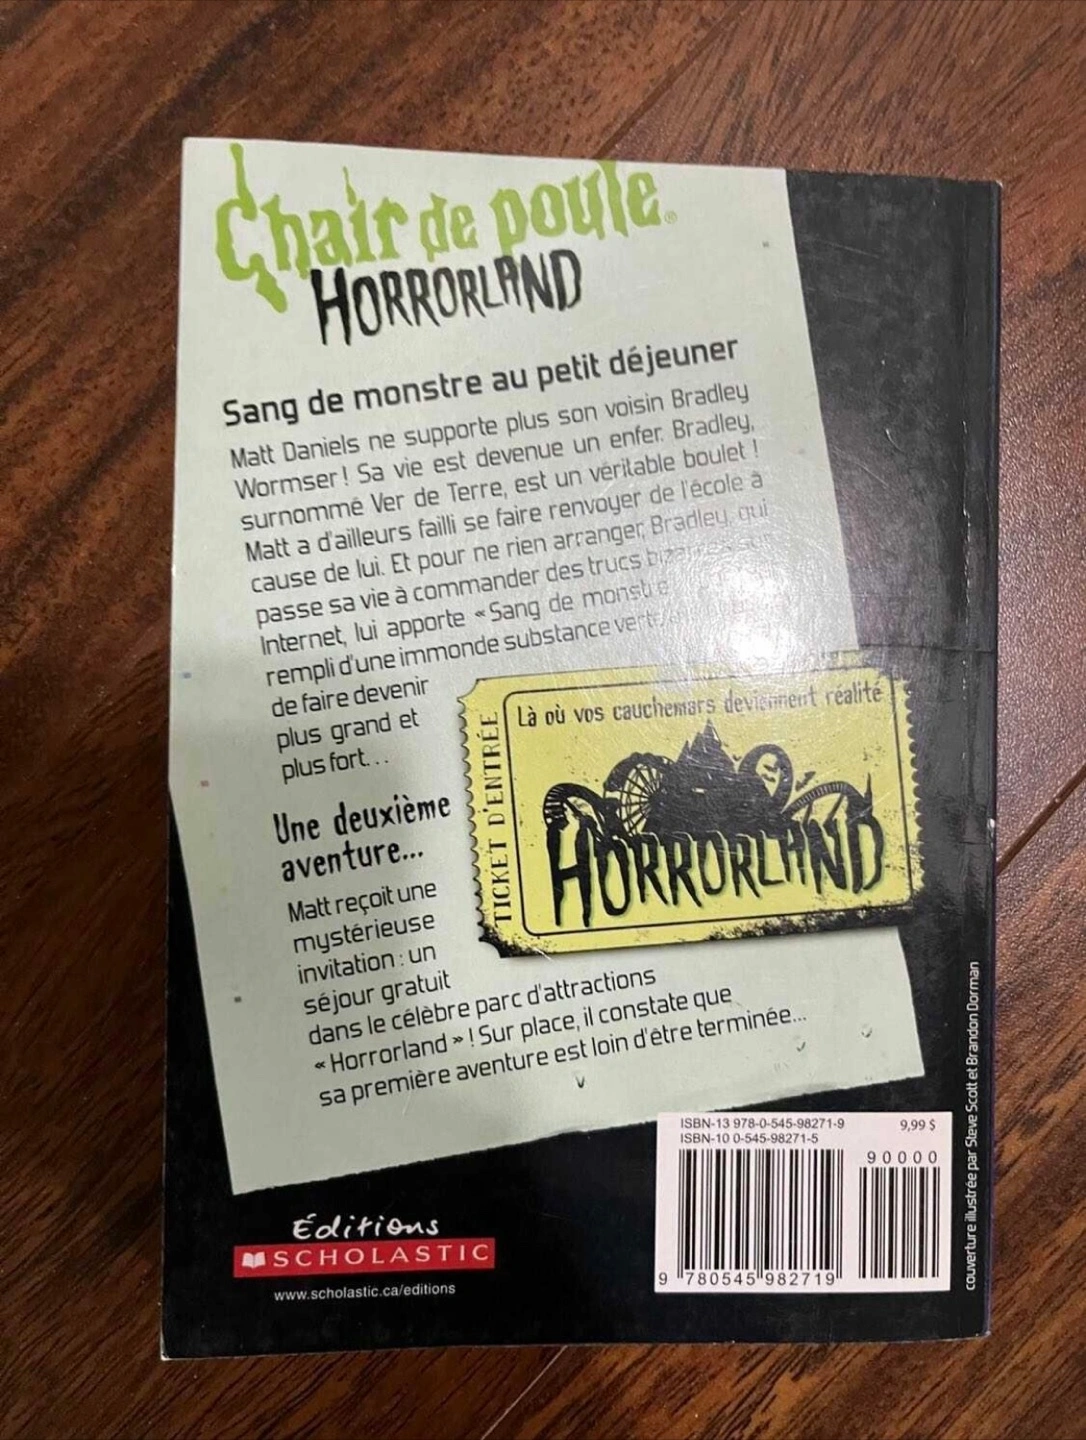 Chair de poule®
HORRORLAND
Sang de monstre au petit déjeuner
Matt Daniels ne supporte plus son voisin Bradley
Wormser ! Sa vie est devenue un enfer. Bradley,
surnommé Ver de Terre, est un véritable boulet !
Matt a d'ailleurs failli se faire renvoyer de l'école à
cause de lui. Et pour ne rien arranger, Bradley, qui
passe sa vie à commander des trucs bizarres sur
Internet, lui apporte « Sang de monstre
rempli d'une immonde substance verte
de faire devenir
plus grand et
plus fort...
Là où vos cauchemars deviennent réalité
TICKET D'ENTRÉE
HORRORLAND
Une deuxième
aventure...
Matt reçoit une
mystérieuse
invitation : un
séjour gratuit
dans le célèbre parc d'attractions
« Horrorland » ! Sur place, il constate que
sa première aventure est loin d'être terminée...
couverture illustrée par Steve Scott et Brandon Dorman
ISBN-13 978-0-545-98271-9 9,99 $
ISBN-10 0-545-98271-5
90000
9 780545 982719
Éditions
SCHOLASTIC
www.scholastic.ca/editions